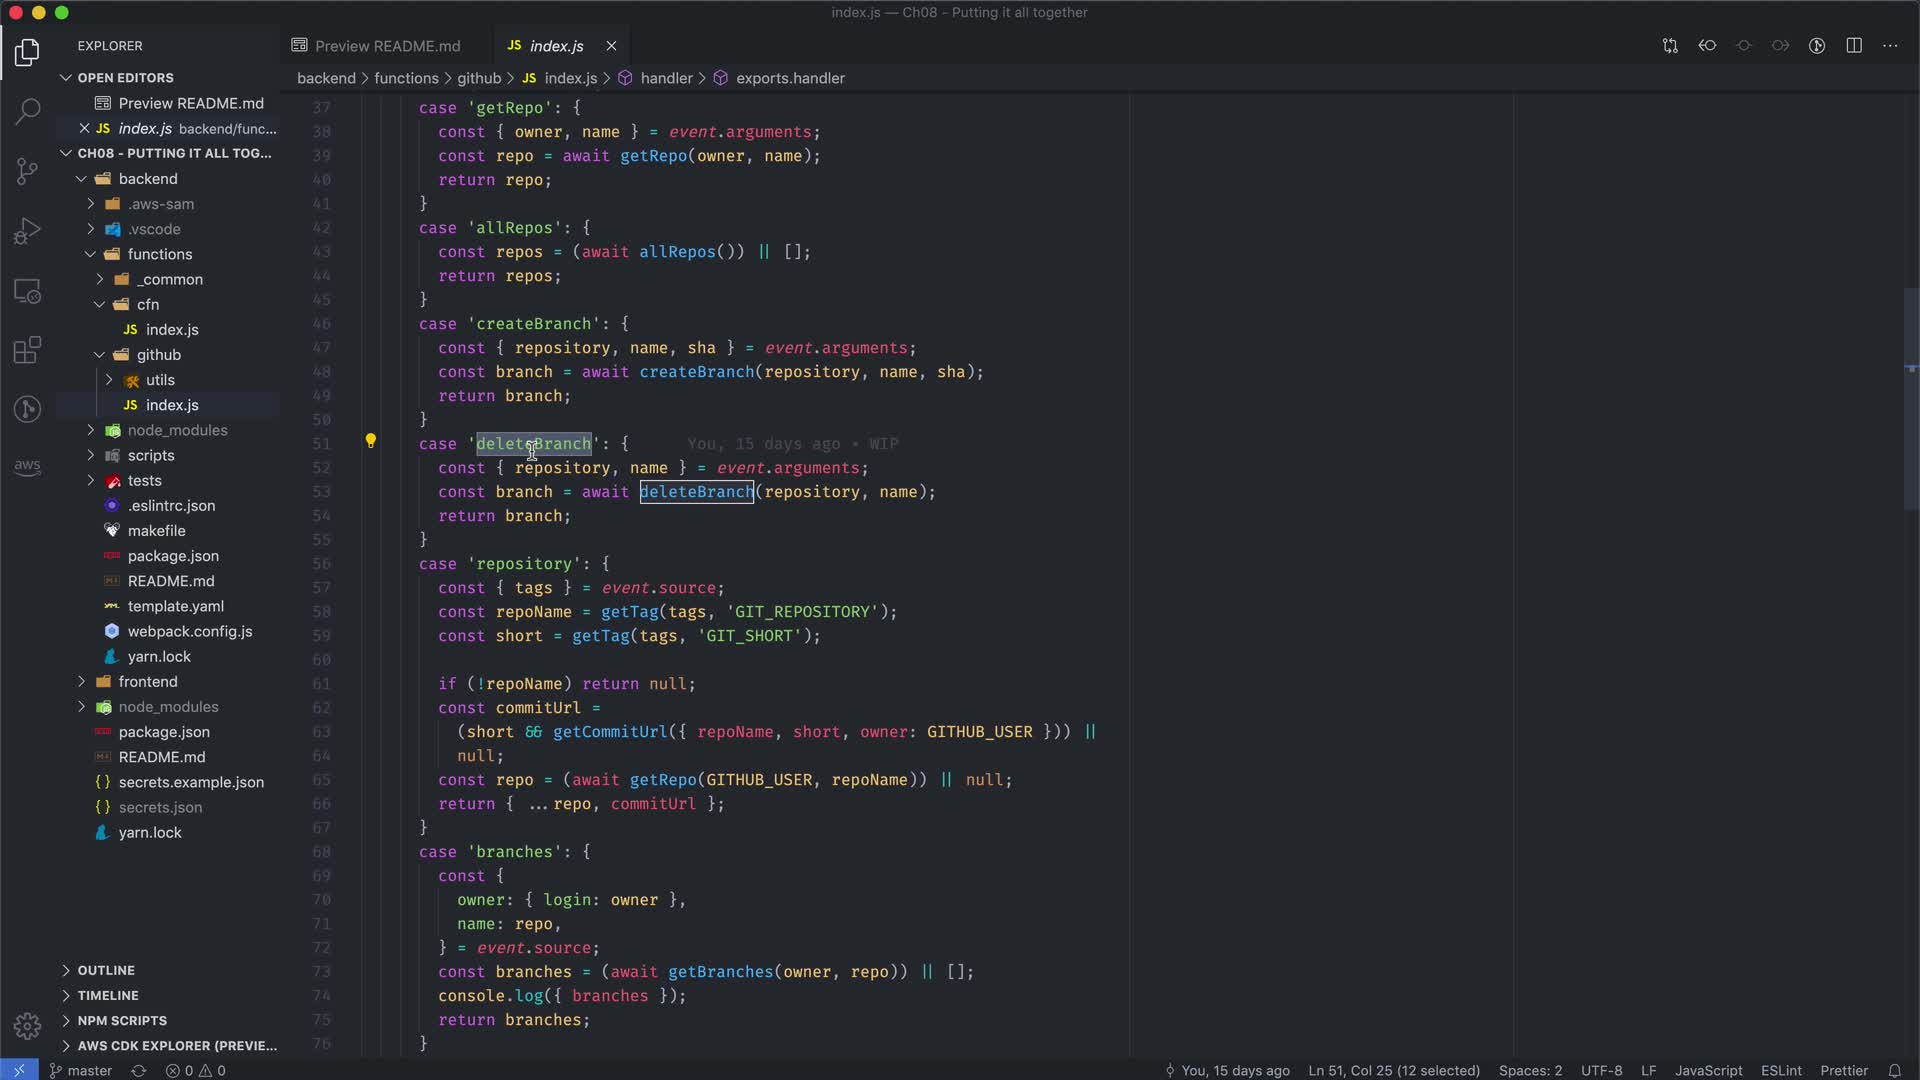 index.js — Ch08 - Putting it all together
EXPLORER
OPEN EDITORS
Preview README.md
JS index.js backend/func...
CH08 - PUTTING IT ALL TOG...
backend
.aws-sam
.vscode
functions
_common
cfn
JS index.js
github
utils
JS index.js
node_modules
scripts
tests
.eslintrc.json
makefile
package.json
README.md
template.yaml
webpack.config.js
yarn.lock
frontend
node_modules
package.json
README.md
{ } secrets.example.json
{ } secrets.json
yarn.lock
OUTLINE
TIMELINE
NPM SCRIPTS
AWS CDK EXPLORER (PREVIE...
aws
Preview README.md
JS index.js
backend > functions > github > JS index.js > handler > exports.handler
37 case 'getRepo': {
38 const { owner, name } = event.arguments;
39 const repo = await getRepo(owner, name);
40 return repo;
41 }
42 case 'allRepos': {
43 const repos = (await allRepos()) || [];
44 return repos;
45 }
46 case 'createBranch': {
47 const { repository, name, sha } = event.arguments;
48 const branch = await createBranch(repository, name, sha);
49 return branch;
50 }
51 case 'deleteBranch': { You, 15 days ago • WIP
52 const { repository, name } = event.arguments;
53 const branch = await deleteBranch(repository, name);
54 return branch;
55 }
56 case 'repository': {
57 const { tags } = event.source;
58 const repoName = getTag(tags, 'GIT_REPOSITORY');
59 const short = getTag(tags, 'GIT_SHORT');
60
61 if (!repoName) return null;
62 const commitUrl =
63 (short && getCommitUrl({ repoName, short, owner: GITHUB_USER })) ||
64 null;
65 const repo = (await getRepo(GITHUB_USER, repoName)) || null;
66 return { ...repo, commitUrl };
67 }
68 case 'branches': {
69 const {
70 owner: { login: owner },
71 name: repo,
72 } = event.source;
73 const branches = (await getBranches(owner, repo)) || [];
74 console.log({ branches });
75 return branches;
76 }
master
0 0
You, 15 days ago
Ln 51, Col 25 (12 selected)
Spaces: 2
UTF-8
LF
JavaScript
ESLint
Prettier